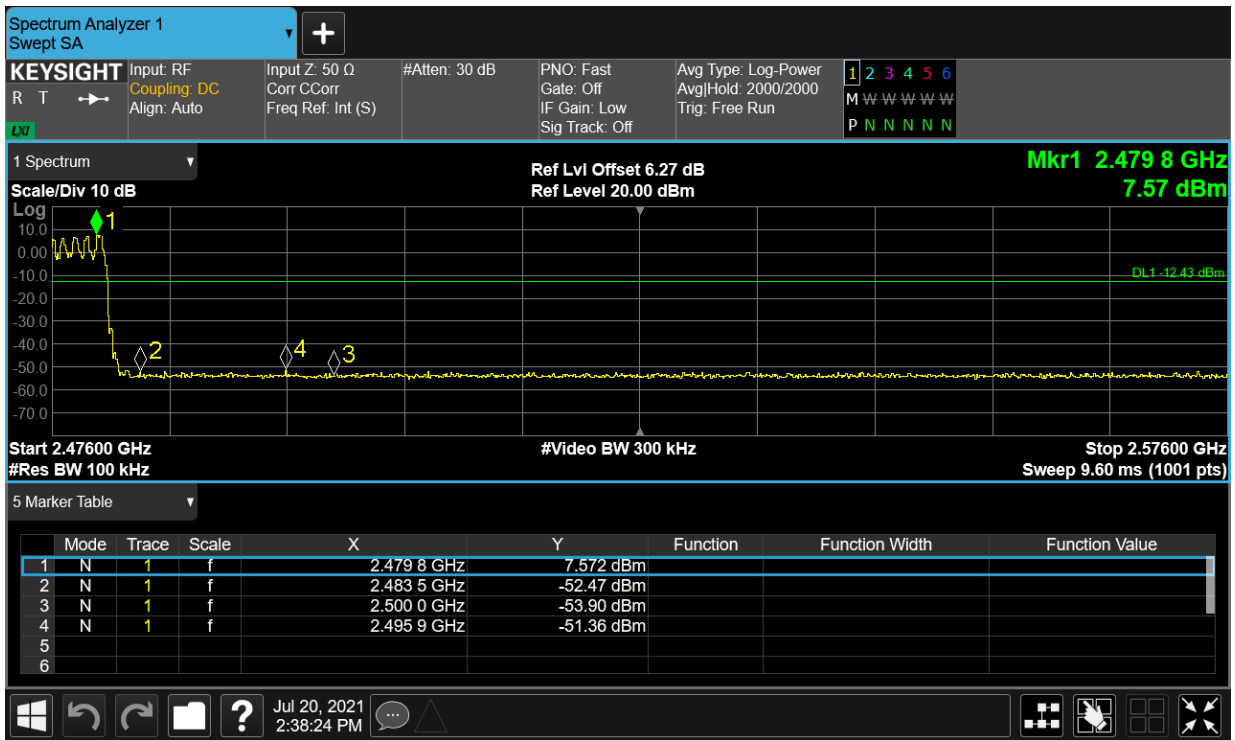 Spectrum Analyzer 1
Swept SA
KEYSIGHT
R T
LXI
Input: RF
Coupling: DC
Align: Auto
Input Z: 50 Ω
Corr CCorr
Freq Ref: Int (S)
#Atten: 30 dB
PNO: Fast
Gate: Off
IF Gain: Low
Sig Track: Off
Avg Type: Log-Power
Avg|Hold: 2000/2000
Trig: Free Run
1 2 3 4 5 6
M W W W W W
P N N N N N
1 Spectrum
Scale/Div 10 dB
Ref Lvl Offset 6.27 dB
Ref Level 20.00 dBm
Mkr1 2.479 8 GHz
7.57 dBm
Log
10.0
0.00
-10.0
-20.0
-30.0
-40.0
-50.0
-60.0
-70.0
1
2
4
3
DL1 -12.43 dBm
Start 2.47600 GHz
#Res BW 100 kHz
#Video BW 300 kHz
Stop 2.57600 GHz
Sweep 9.60 ms (1001 pts)
5 Marker Table
Mode Trace Scale X Y Function Function Width Function Value
1 N 1 f 2.479 8 GHz 7.572 dBm
2 N 1 f 2.483 5 GHz -52.47 dBm
3 N 1 f 2.500 0 GHz -53.90 dBm
4 N 1 f 2.495 9 GHz -51.36 dBm
5
6
?
Jul 20, 2021
2:38:24 PM